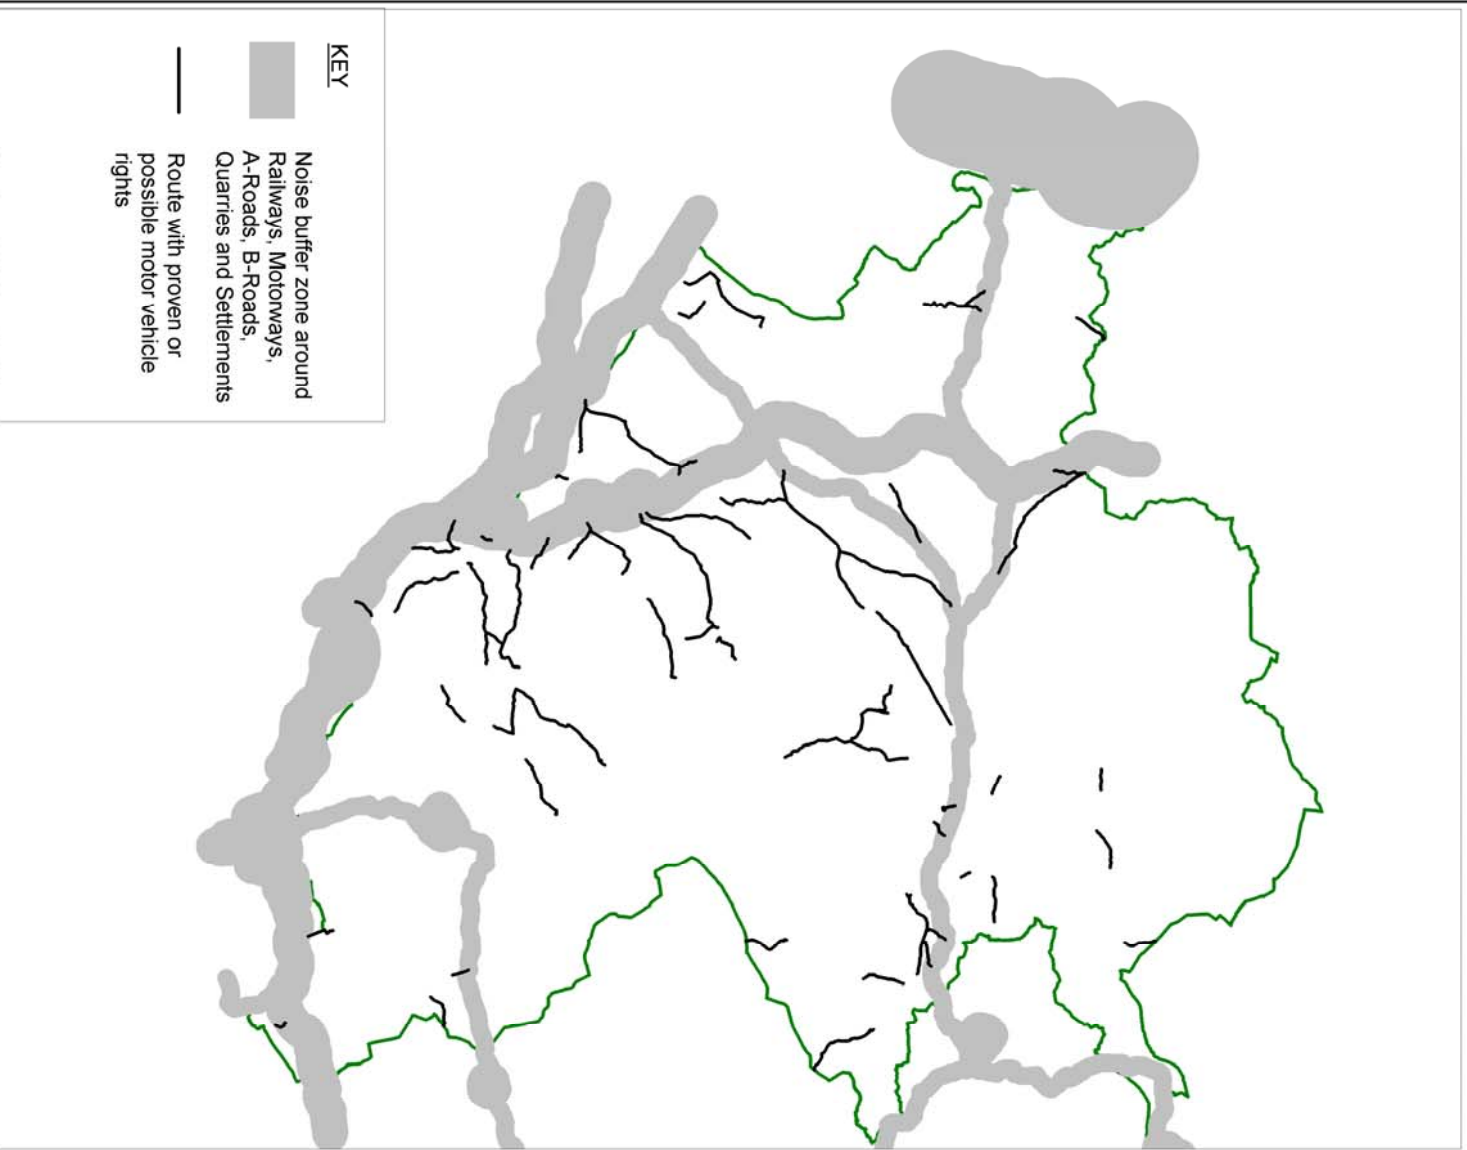 KEY
Noise buffer zone around
Railways, Motonways,
A-Roads, B-Roads,
Quarries and Settlements
Route with proven or
possible motor vehicle
rights